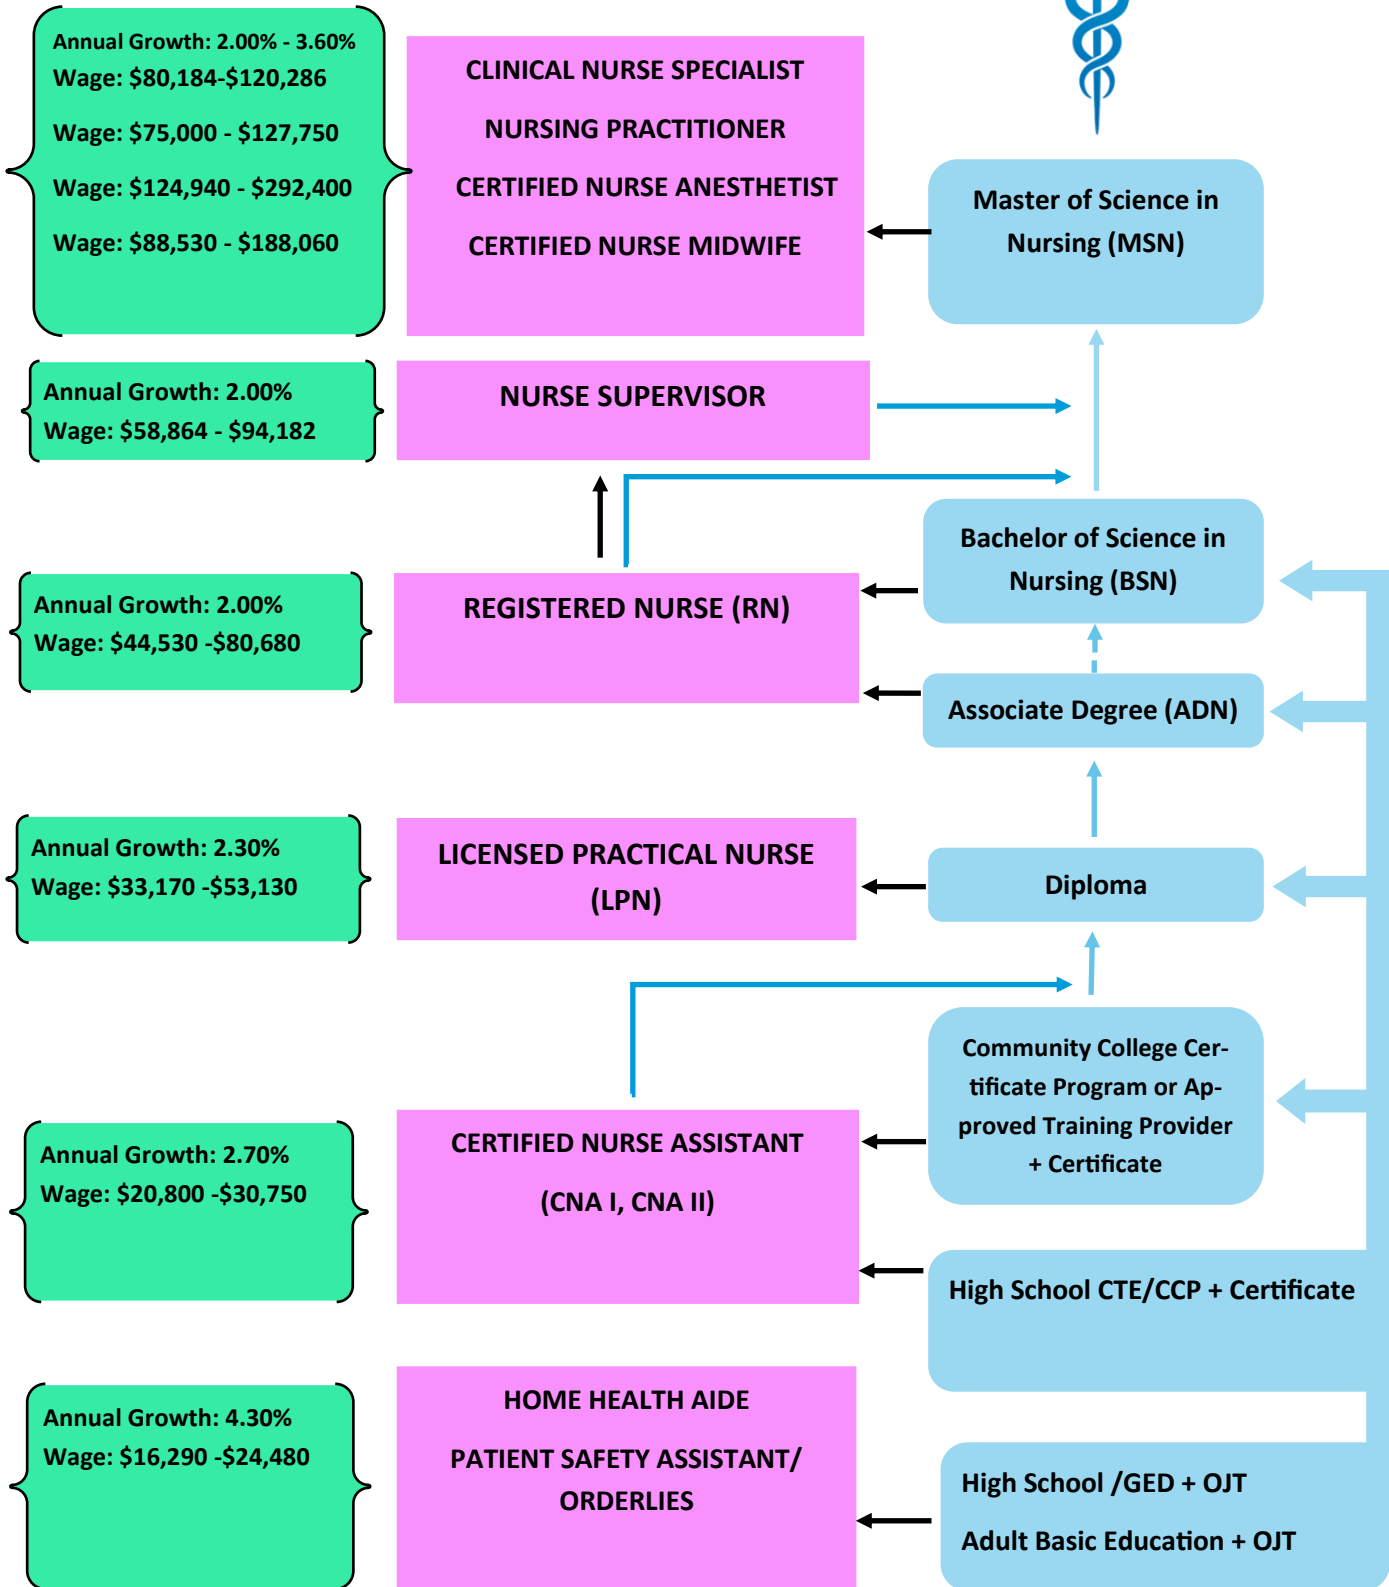 Annual Growth: 2.00% - 3.60%
Wage: $80,184-$120,286
Wage: $75,000 - $127,750
Wage: $124,940 - $292,400
Wage: $88,530 - $188,060
CLINICAL NURSE SPECIALIST
NURSING PRACTITIONER
CERTIFIED NURSE ANESTHETIST
CERTIFIED NURSE MIDWIFE
Master of Science in
Nursing (MSN)
Annual Growth: 2.00%
Wage: $58,864 - $94,182
NURSE SUPERVISOR
Bachelor of Science in
Nursing (BSN)
Annual Growth: 2.00%
Wage: $44,530 -$80,680
REGISTERED NURSE (RN)
Associate Degree (ADN)
Annual Growth: 2.30%
Wage: $33,170 -$53,130
LICENSED PRACTICAL NURSE
(LPN)
Diploma
Community College Cer-
tificate Program or Ap-
proved Training Provider
+ Certificate
Annual Growth: 2.70%
Wage: $20,800 -$30,750
CERTIFIED NURSE ASSISTANT
(CNA I, CNA II)
High School CTE/CCP + Certificate
Annual Growth: 4.30%
Wage: $16,290 -$24,480
HOME HEALTH AIDE
PATIENT SAFETY ASSISTANT/
ORDERLIES
High School /GED + OJT
Adult Basic Education + OJT